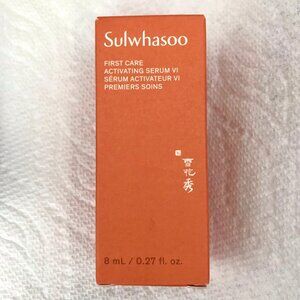 Sulwhasoo
FIRST CARE
ACTIVATING SERUM VI
SÉRUM ACTIVATEUR VI
PREMIERS SOINS
雪花秀
8 mL / 0.27 fl. oz.